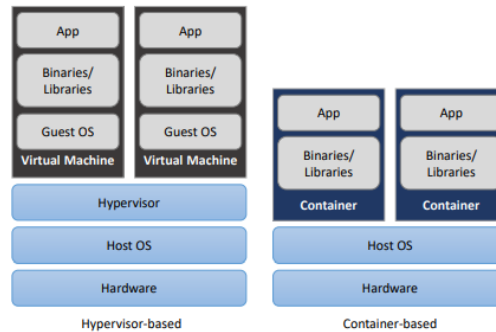 App
Binaries/
Libraries
Guest OS
Virtual Machine
App
Binaries/
Libraries
Guest OS
Virtual Machine
Hypervisor
Host OS
Hardware
Hypervisor-based
App
Binaries/
Libraries
Container
App
Binaries/
Libraries
Container
Host OS
Hardware
Container-based